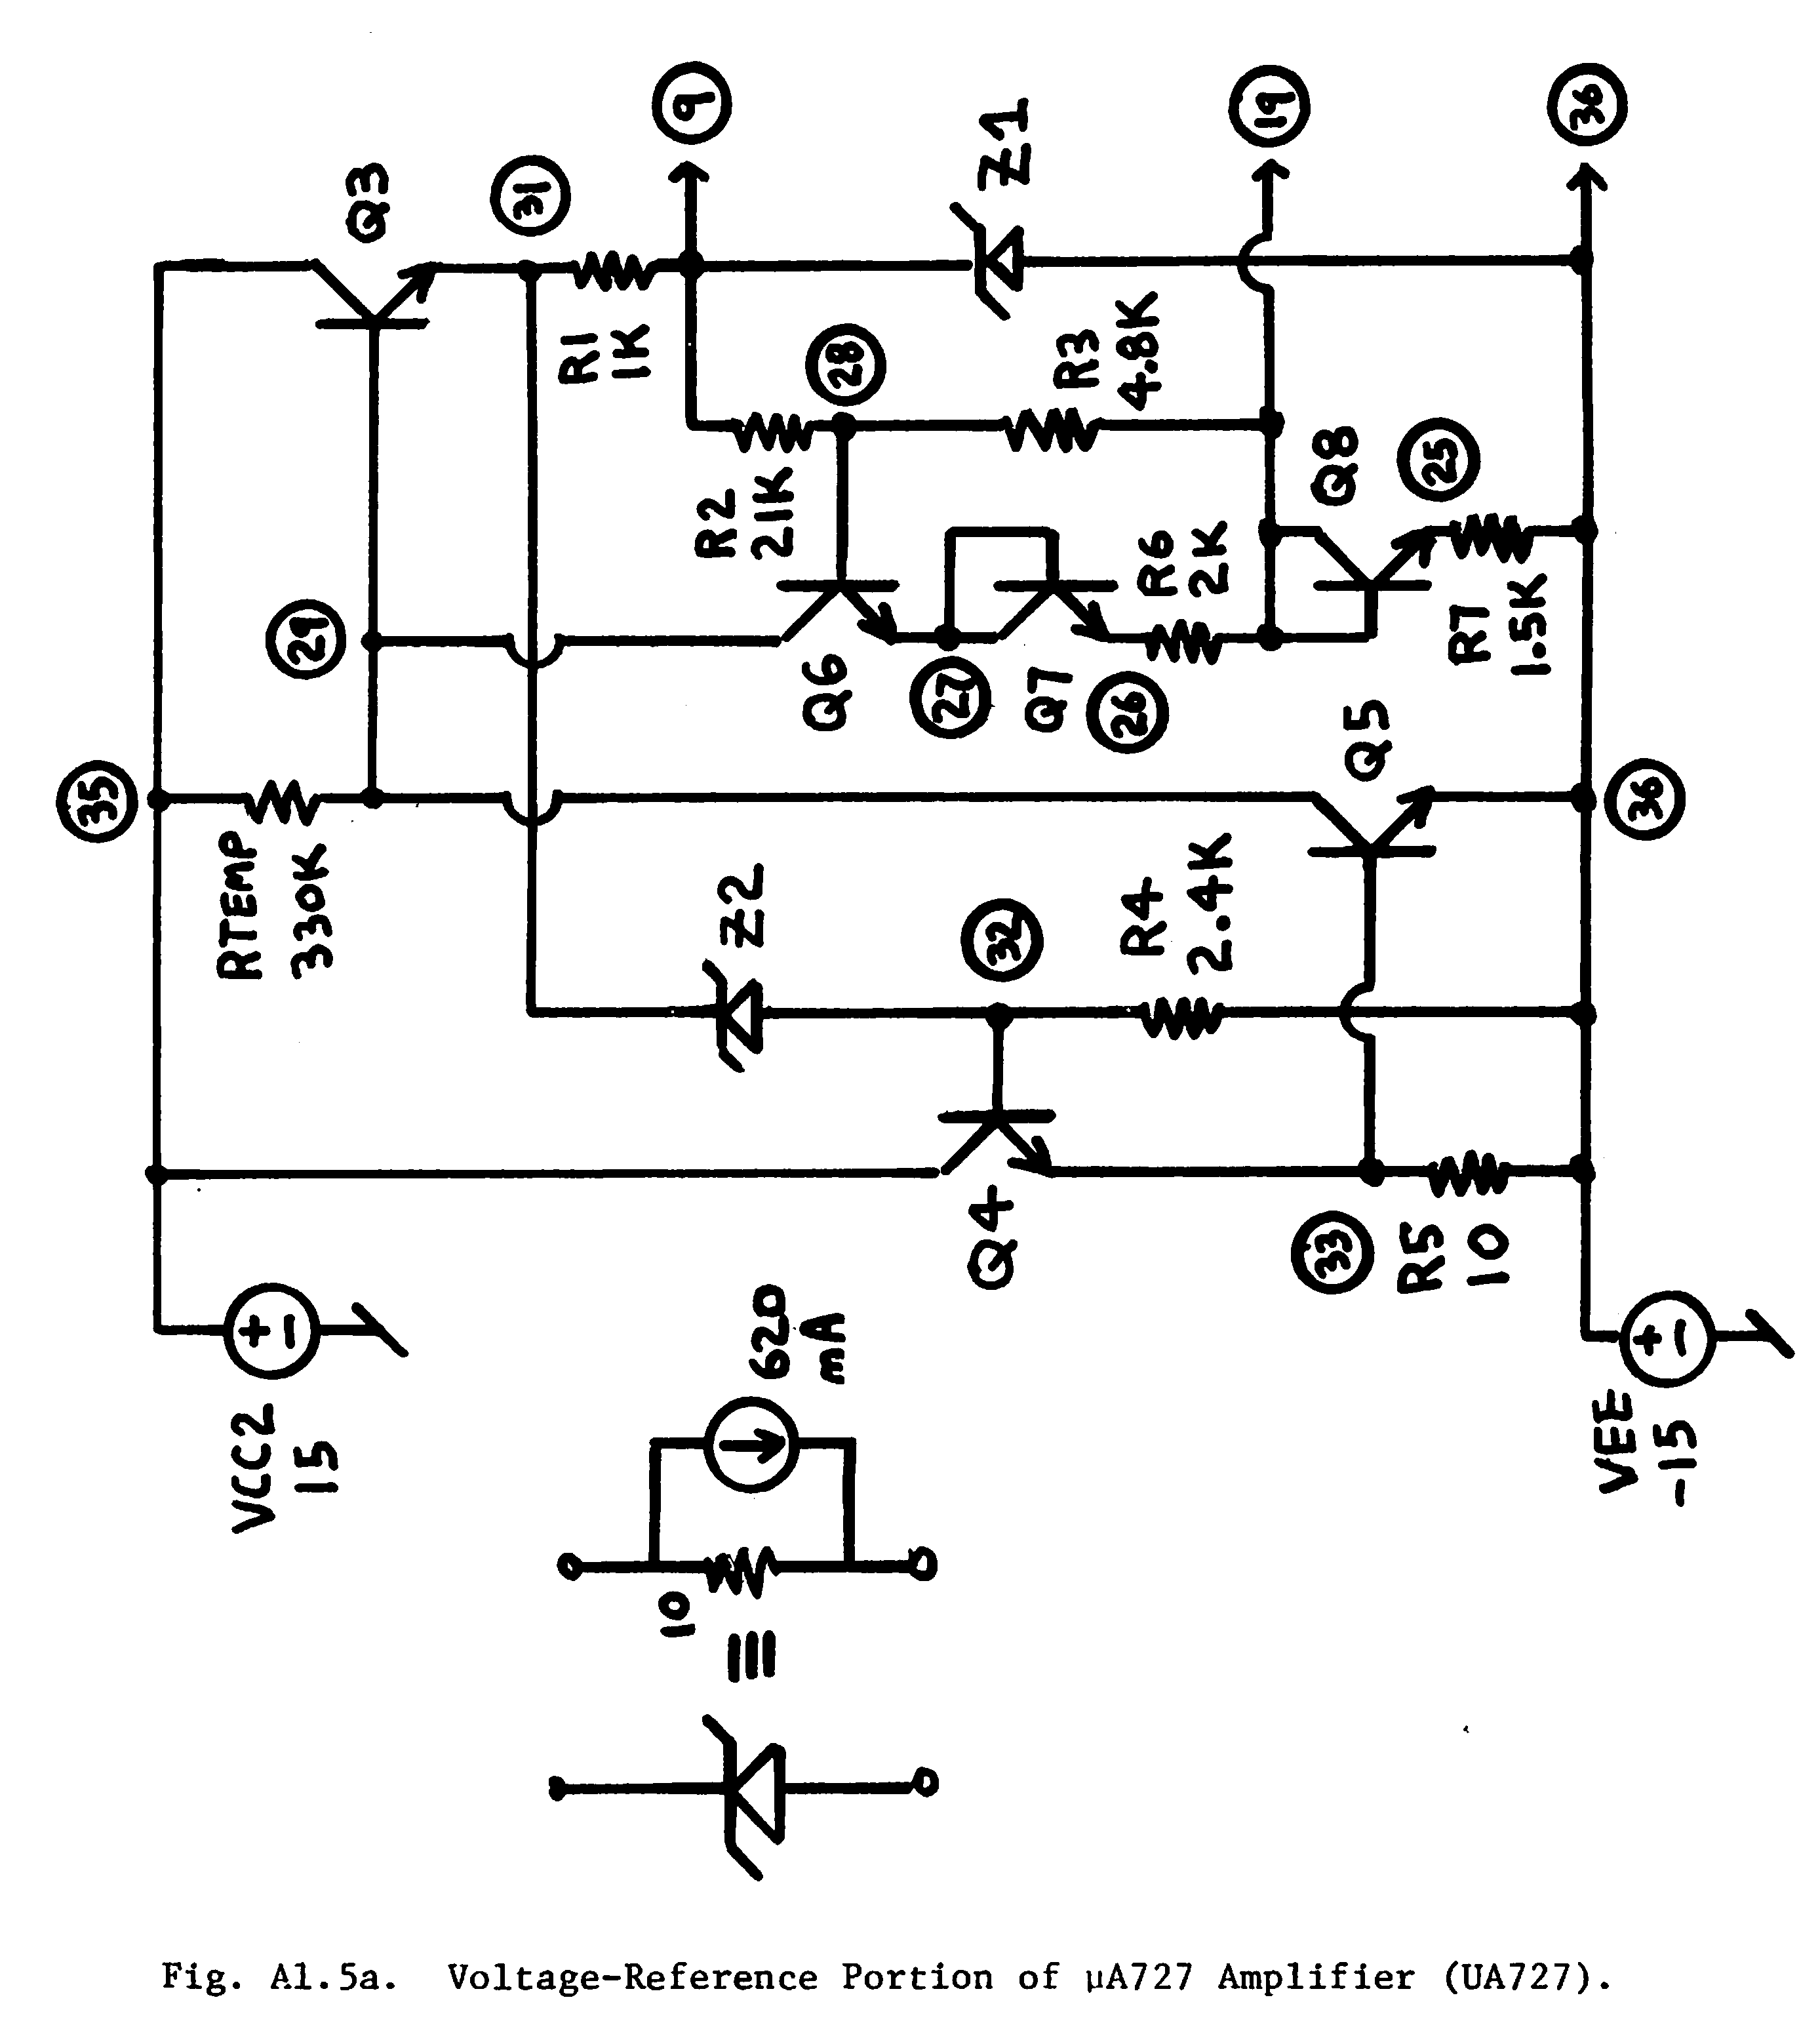 9
19
36
Q3
31
Z1
R1
1K
28
R3
4.8K
R2
21K
Q8
25
29
R6
2K
R7
1.5K
Q6
27
Q7
26
Q5
35
36
RTEMP
330K
Z2
R4
2.4K
32
Q4
33
R5
10
VCC2
15
620
mA
VEE
-15
10
Fig. A1.5a. Voltage-Reference Portion of µA727 Amplifier (UA727).